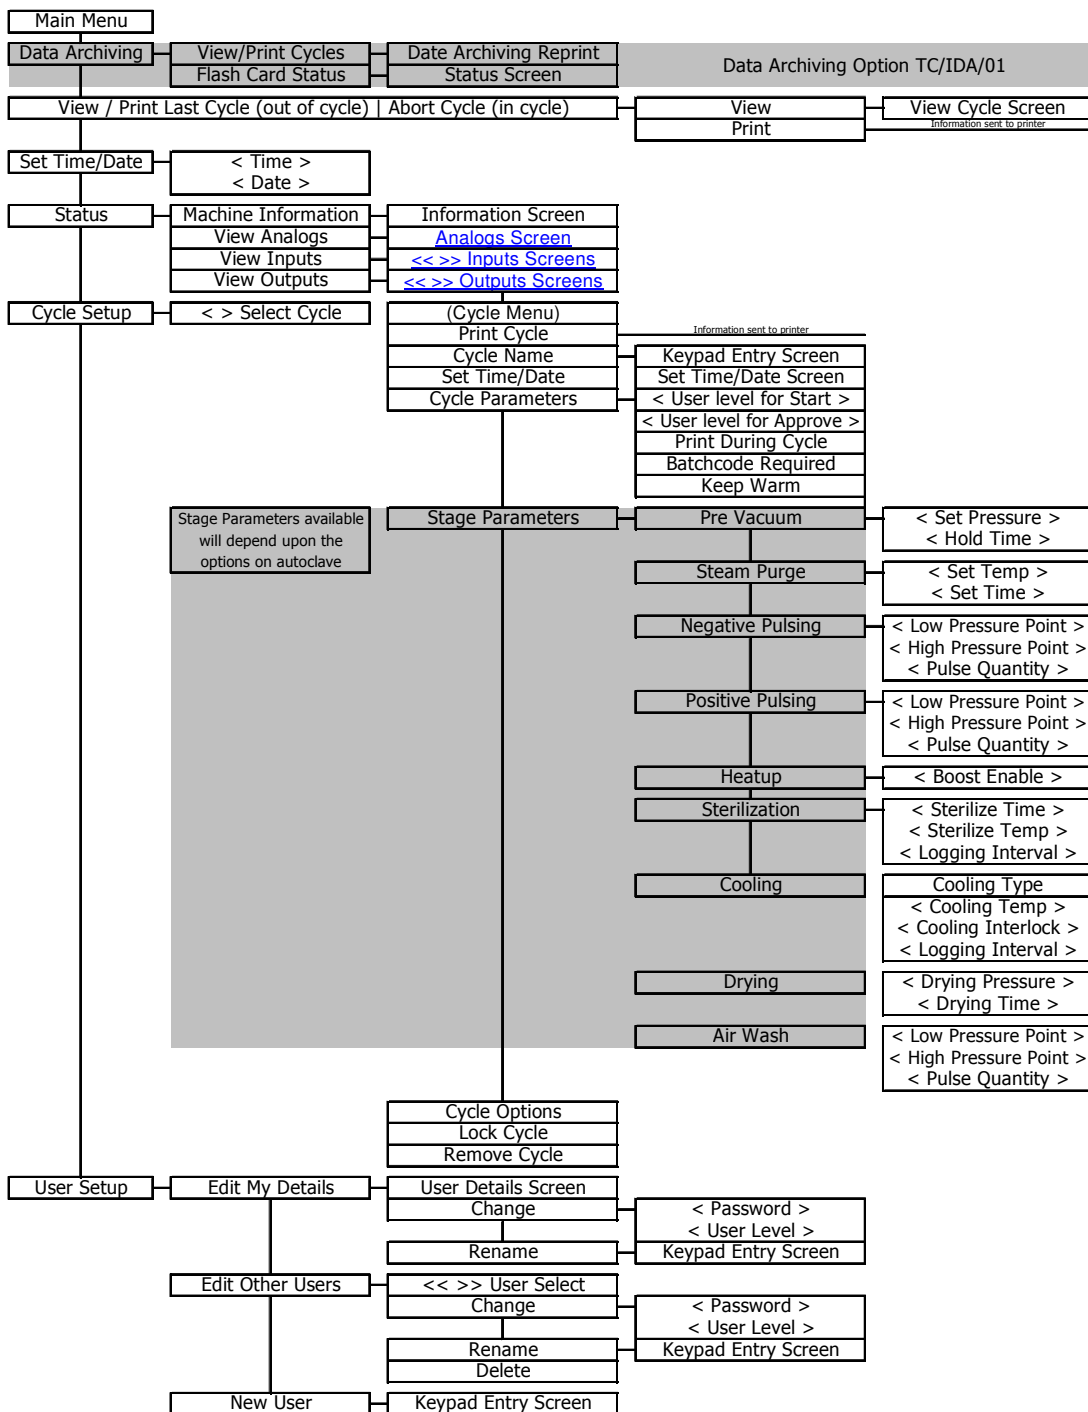 Main Menu
Data Archiving
View/Print Cycles
Date Archiving Reprint
Flash Card Status
Status Screen
Data Archiving Option TC/IDA/01
View / Print Last Cycle (out of cycle) | Abort Cycle (in cycle)
View
View Cycle Screen
Print
Information sent to printer
Set Time/Date
< Time >
< Date >
Status
Machine Information
Information Screen
View Analogs
Analogs Screen
View Inputs
<< >> Inputs Screens
View Outputs
<< >> Outputs Screens
Cycle Setup
< > Select Cycle
(Cycle Menu)
Print Cycle
Information sent to printer
Cycle Name
Keypad Entry Screen
Set Time/Date
Set Time/Date Screen
Cycle Parameters
< User level for Start >
< User level for Approve >
Print During Cycle
Batchcode Required
Keep Warm
Stage Parameters available
will depend upon the
options on autoclave
Stage Parameters
Pre Vacuum
< Set Pressure >
< Hold Time >
Steam Purge
< Set Temp >
< Set Time >
Negative Pulsing
< Low Pressure Point >
< High Pressure Point >
< Pulse Quantity >
Positive Pulsing
< Low Pressure Point >
< High Pressure Point >
< Pulse Quantity >
Heatup
< Boost Enable >
Sterilization
< Sterilize Time >
< Sterilize Temp >
< Logging Interval >
Cooling
Cooling Type
< Cooling Temp >
< Cooling Interlock >
< Logging Interval >
Drying
< Drying Pressure >
< Drying Time >
Air Wash
< Low Pressure Point >
< High Pressure Point >
< Pulse Quantity >
Cycle Options
Lock Cycle
Remove Cycle
User Setup
Edit My Details
User Details Screen
Change
< Password >
< User Level >
Rename
Keypad Entry Screen
Edit Other Users
<< >> User Select
Change
< Password >
< User Level >
Rename
Keypad Entry Screen
Delete
New User
Keypad Entry Screen